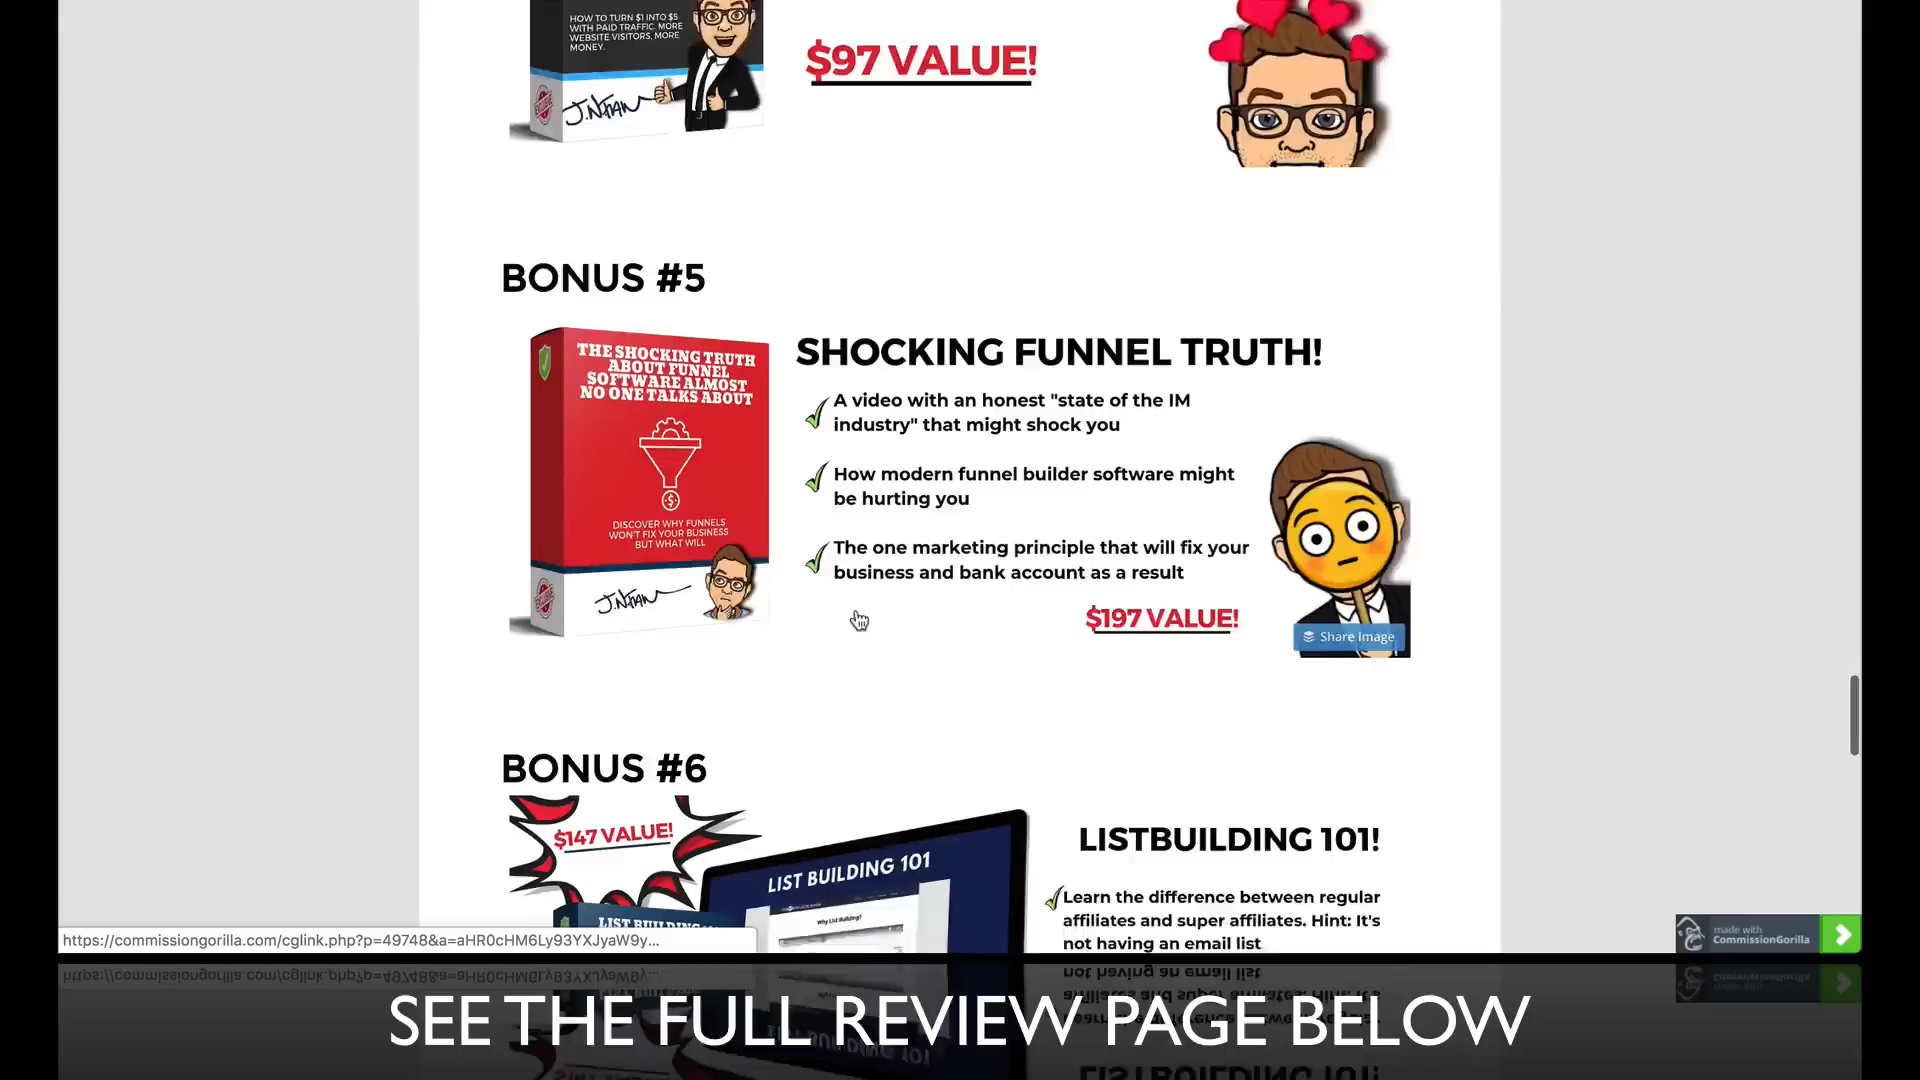 HOW TO TURN $1 INTO $5
WITH PAID TRAFFIC. MORE
WEBSITE VISITORS, MORE
MONEY.
$97 VALUE!
BONUS #5
THE SHOCKING TRUTH
ABOUT FUNNEL
SOFTWARE ALMOST
NO ONE TALKS ABOUT
DISCOVER WHY FUNNELS
WON'T FIX YOUR BUSINESS
BUT WHAT WILL
SHOCKING FUNNEL TRUTH!
A video with an honest "state of the IM
industry" that might shock you
How modern funnel builder software might
be hurting you
The one marketing principle that will fix your
business and bank account as a result
$197 VALUE!
Share Image
BONUS #6
$147 VALUE!
LIST BUILDING 101
Why List Building?
LIST BUILDING
LISTBUILDING 101!
Learn the difference between regular
affiliates and super affiliates. Hint: It's
not having an email list
https://commissiongorilla.com/cglink.php?p=49748&a=aHR0cHM6Ly93YXJyaW9y...
made with
CommissionGorilla
SEE THE FULL REVIEW PAGE BELOW